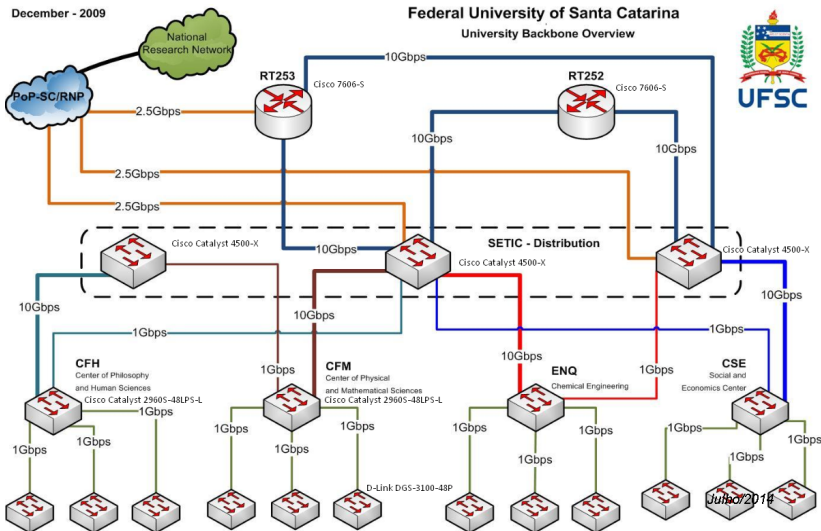 December - 2009
Federal University of Santa Catarina
University Backbone Overview
UFSC
National
Research Network
PoP-SC/RNP
RT253
Cisco 7606-S
RT252
Cisco 7606-S
10Gbps
2.5Gbps
10Gbps
10Gbps
2.5Gbps
2.5Gbps
Cisco Catalyst 4500-X
10Gbps
SETIC - Distribution
Cisco Catalyst 4500-X
Cisco Catalyst 4500-X
10Gbps
10Gbps
10Gbps
1Gbps
1Gbps
10Gbps
1Gbps
1Gbps
CFH
Center of Philosophy
and Human Sciences
Cisco Catalyst 2960S-48LPS-L
CFM
Center of Physical
and Mathematical Sciences
Cisco Catalyst 2960S-48LPS-L
ENQ
Chemical Engineering
CSE
Social and
Economics Center
1Gbps
1Gbps
1Gbps
1Gbps
1Gbps
1Gbps
1Gbps
1Gbps
1Gbps
1Gbps
1Gbps
1Gbps
D-Link DGS-3100-48P
Julho/2014